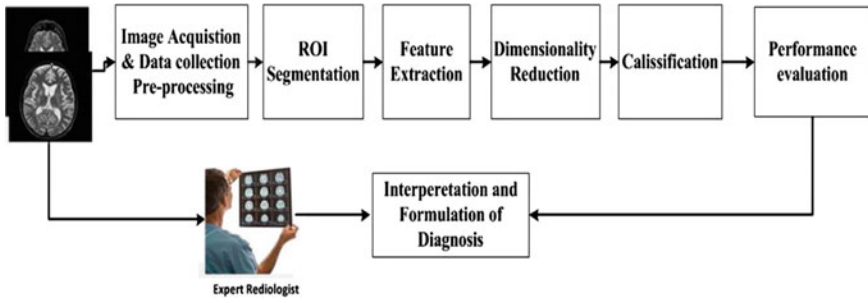 Image Acquistion
& Data collection
Pre-processing
ROI
Segmentation
Feature
Extraction
Dimensionality
Reduction
Calissification
Performance
evaluation
Interperetation and
Formulation of
Diagnosis
Expert Rediologist